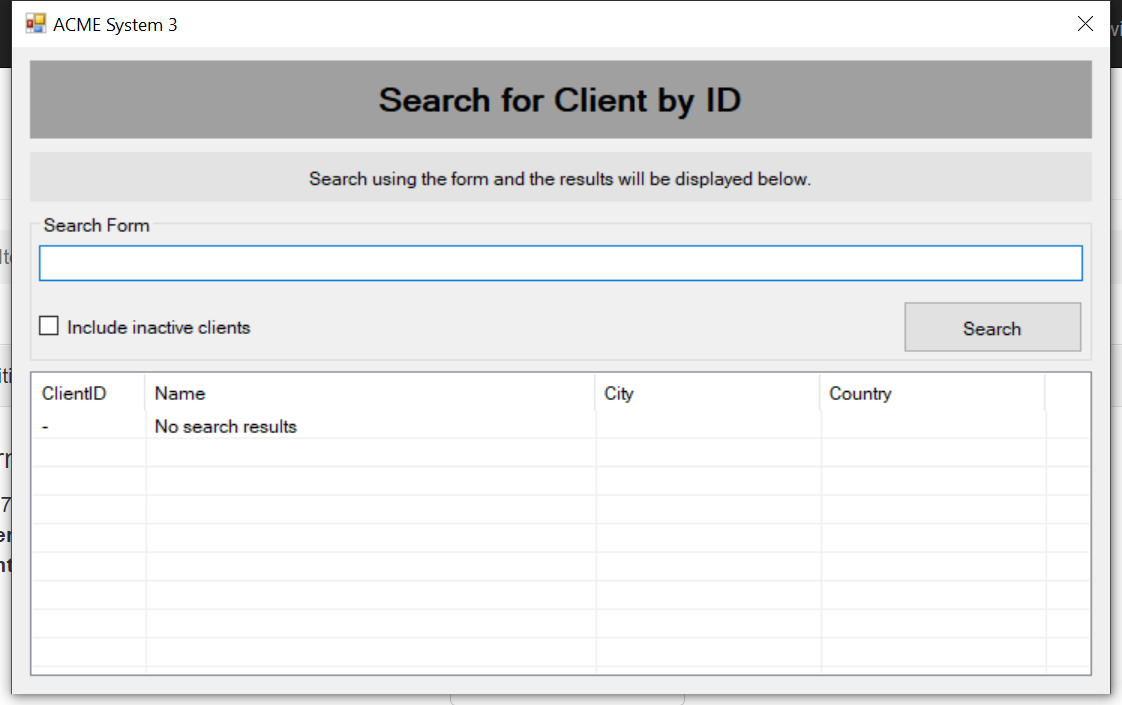 ACME System 3
Search for Client by ID
Search using the form and the results will be displayed below.
Search Form
Include inactive clients
Search
ClientID Name City Country
- No search results